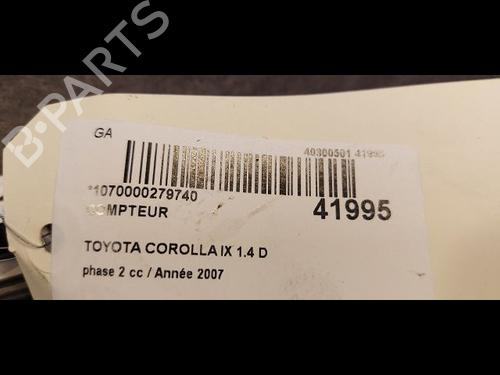 B-PARTS
GA
40300501 41995
*1070000279740
COMPTEUR
41995
TOYOTA COROLLA IX 1.4 D
phase 2 cc / Année 2007